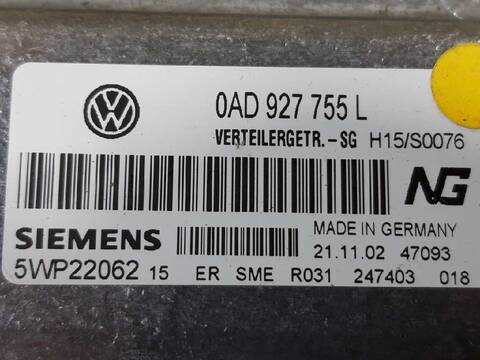 0AD 927 755 L
VERTEILERGETR.-SG H15/S0076
NG
MADE IN GERMANY
SIEMENS 21.11.02 47093
5WP22062 15 ER SME R031 247403 018